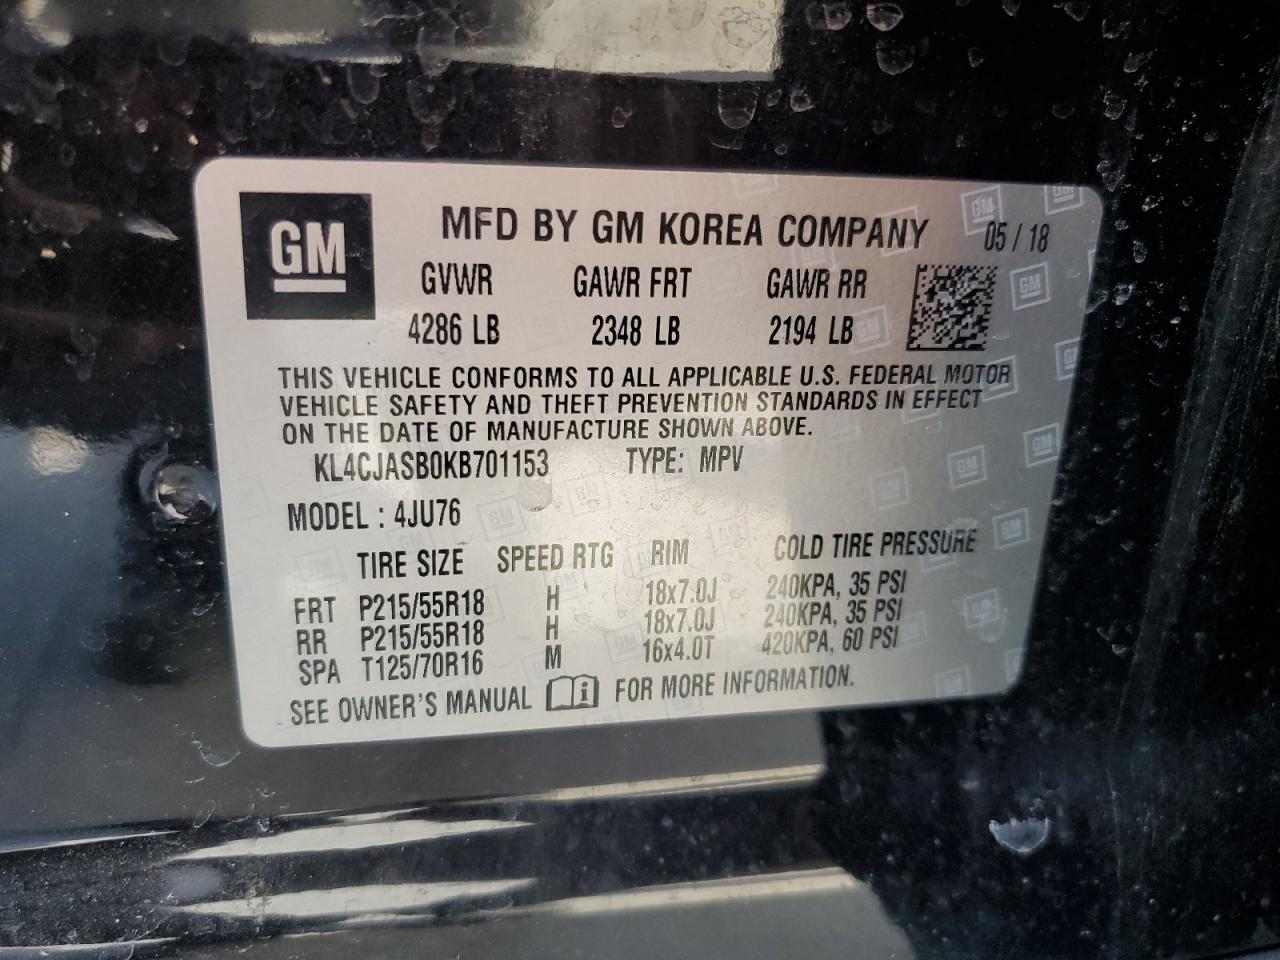 GM
MFD BY GM KOREA COMPANY 05 / 18
GVWR GAWR FRT GAWR RR
4286 LB 2348 LB 2194 LB
THIS VEHICLE CONFORMS TO ALL APPLICABLE U.S. FEDERAL MOTOR
VEHICLE SAFETY AND THEFT PREVENTION STANDARDS IN EFFECT
ON THE DATE OF MANUFACTURE SHOWN ABOVE.
KL4CJASB0KB701153 TYPE: MPV
MODEL : 4JU76
TIRE SIZE SPEED RTG RIM COLD TIRE PRESSURE
FRT P215/55R18 H 18x7.0J 240KPA, 35 PSI
RR P215/55R18 H 18x7.0J 240KPA, 35 PSI
SPA T125/70R16 M 16x4.0T 420KPA, 60 PSI
SEE OWNER'S MANUAL i FOR MORE INFORMATION.